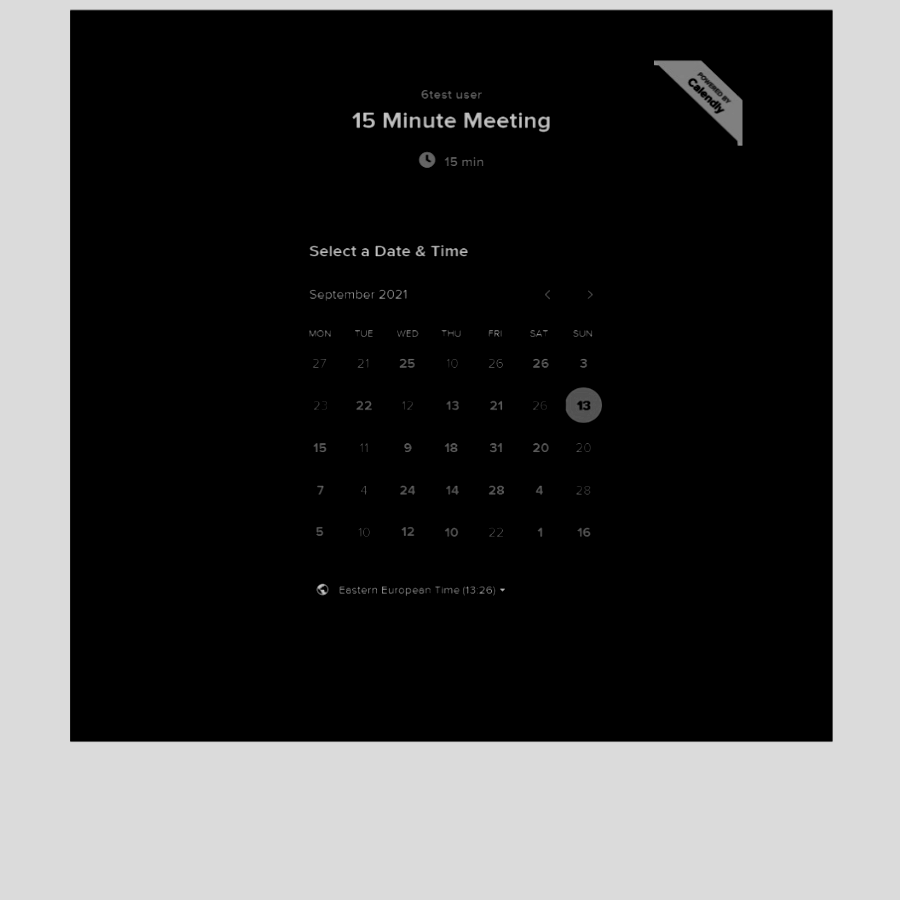 POWERED BY
Calendly
6test user
15 Minute Meeting
15 min
Select a Date & Time
September 2021
MON TUE WED THU FRI SAT SUN
27 21 25 10 26 26 3
23 22 12 13 21 26 13
15 11 9 18 31 20 20
7 4 24 14 28 4 28
5 10 12 10 22 1 16
Eastern European Time (13:26)